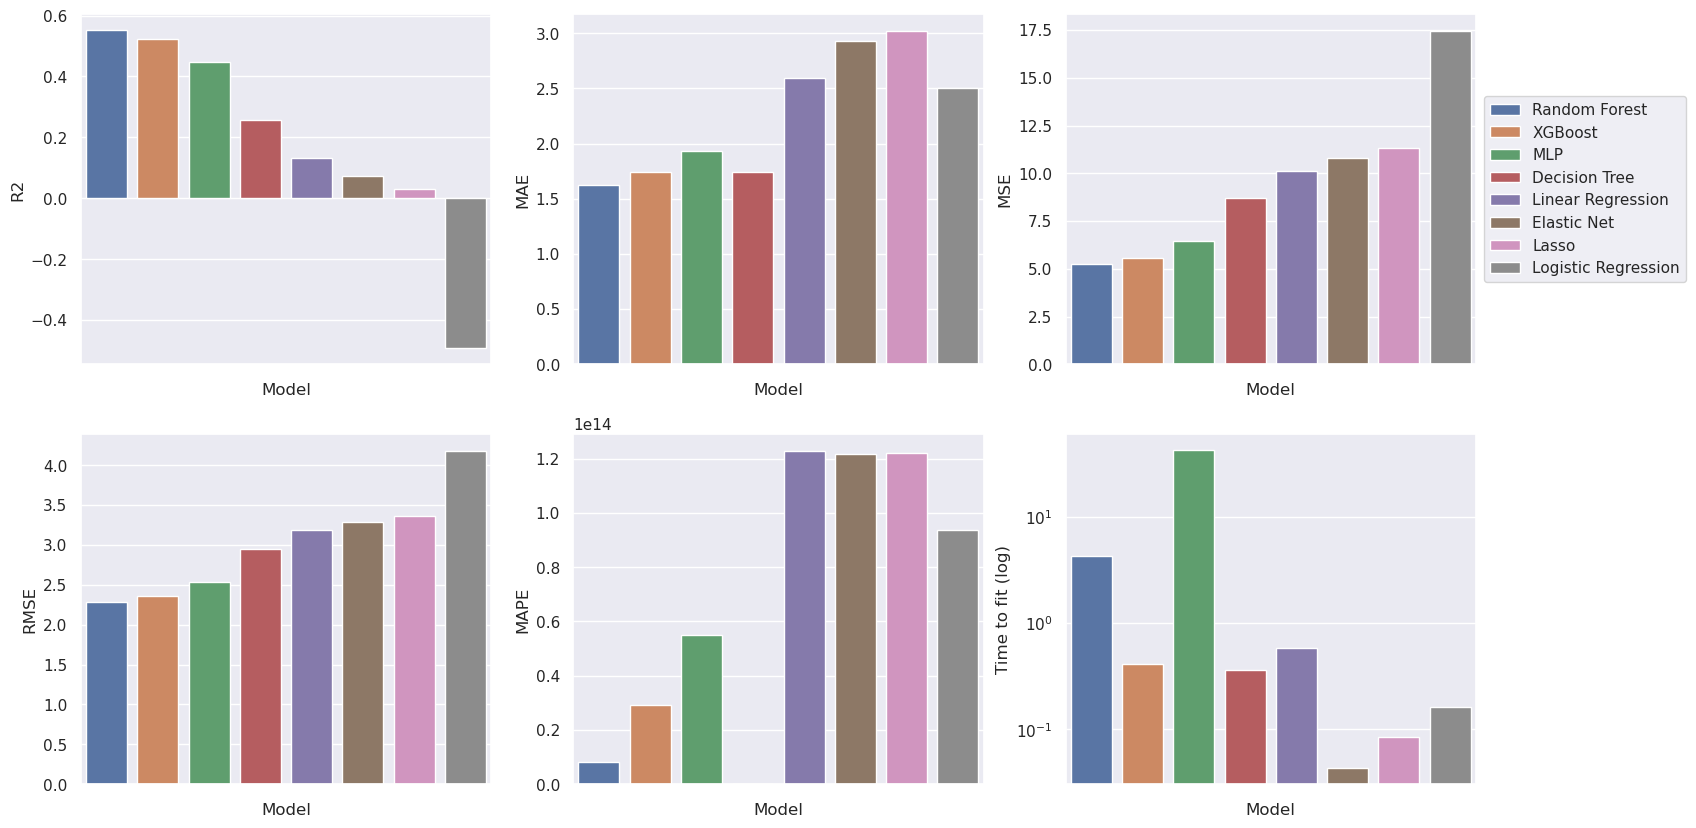 0.6
0.4
0.2
0.0
−0.2
−0.4
R2
Model
3.0
2.5
2.0
1.5
1.0
0.5
0.0
MAE
Model
17.5
15.0
12.5
10.0
7.5
5.0
2.5
0.0
MSE
Model
Random Forest
XGBoost
MLP
Decision Tree
Linear Regression
Elastic Net
Lasso
Logistic Regression
4.0
3.5
3.0
2.5
2.0
1.5
1.0
0.5
0.0
RMSE
Model
1e14
1.2
1.0
0.8
0.6
0.4
0.2
0.0
MAPE
Model
10¹
10⁰
10⁻¹
Time to fit (log)
Model